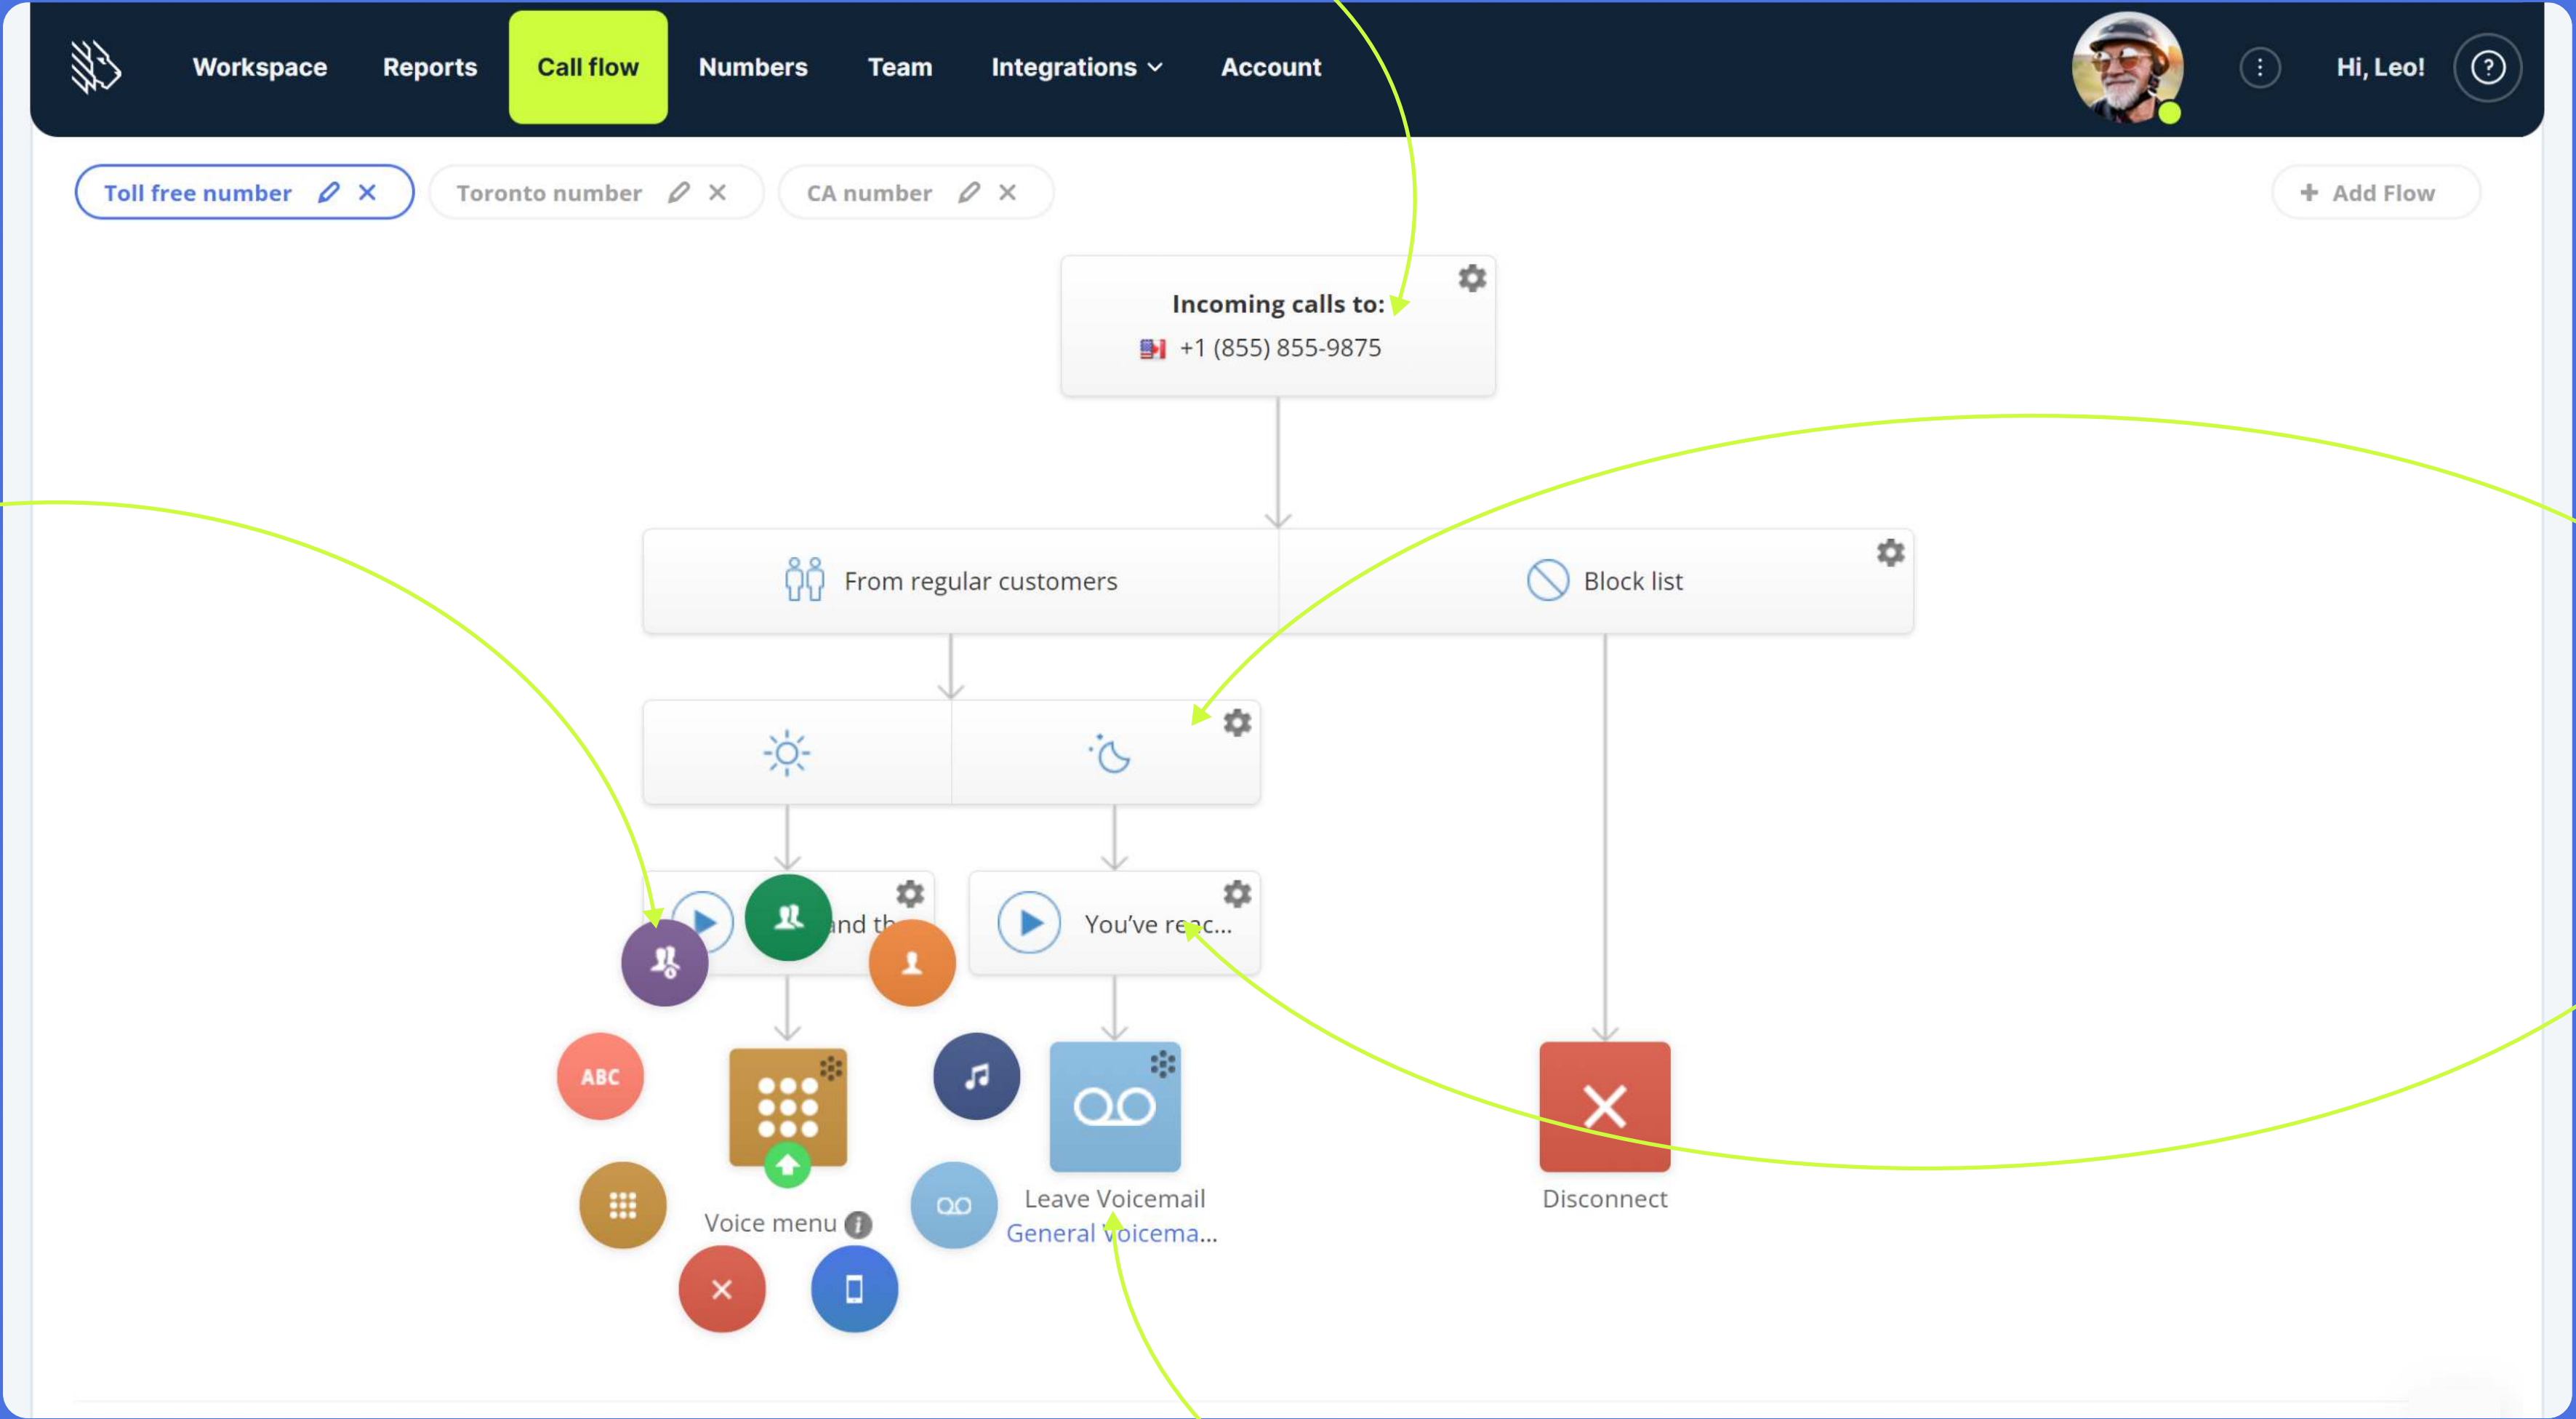 Workspace Reports Call flow Numbers Team Integrations Account Hi, Leo! ?
Toll free number Toronto number CA number + Add Flow
Incoming calls to:
+1 (855) 855-9875
From regular customers Block list
and th
You've reac...
ABC
Voice menu i
Leave Voicemail
General Voicema...
Disconnect